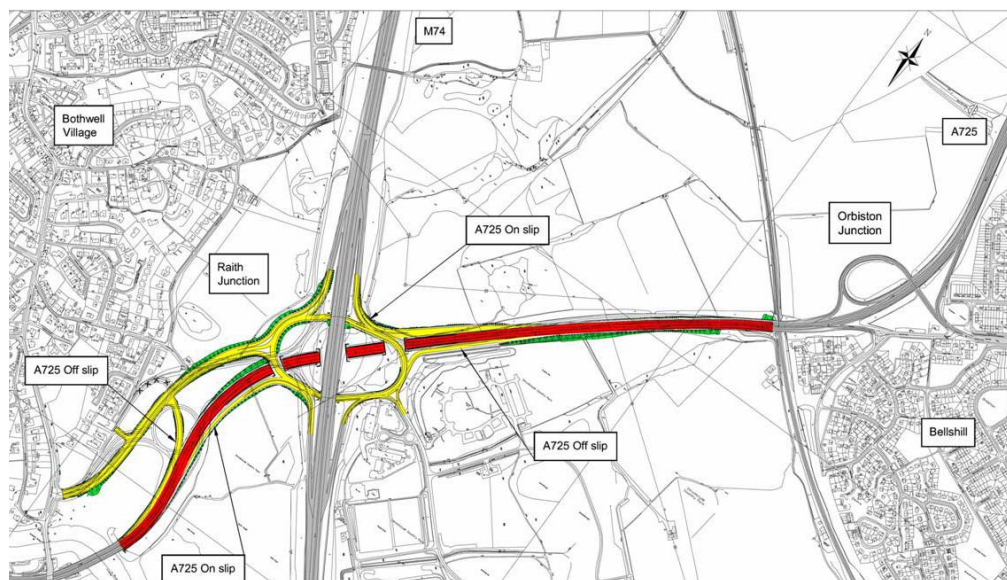 M74
N
Bothwell
Village
A725
Orbiston
Junction
A725 On slip
Raith
Junction
A725 Off slip
A725 Off slip
Bellshill
A725 On slip